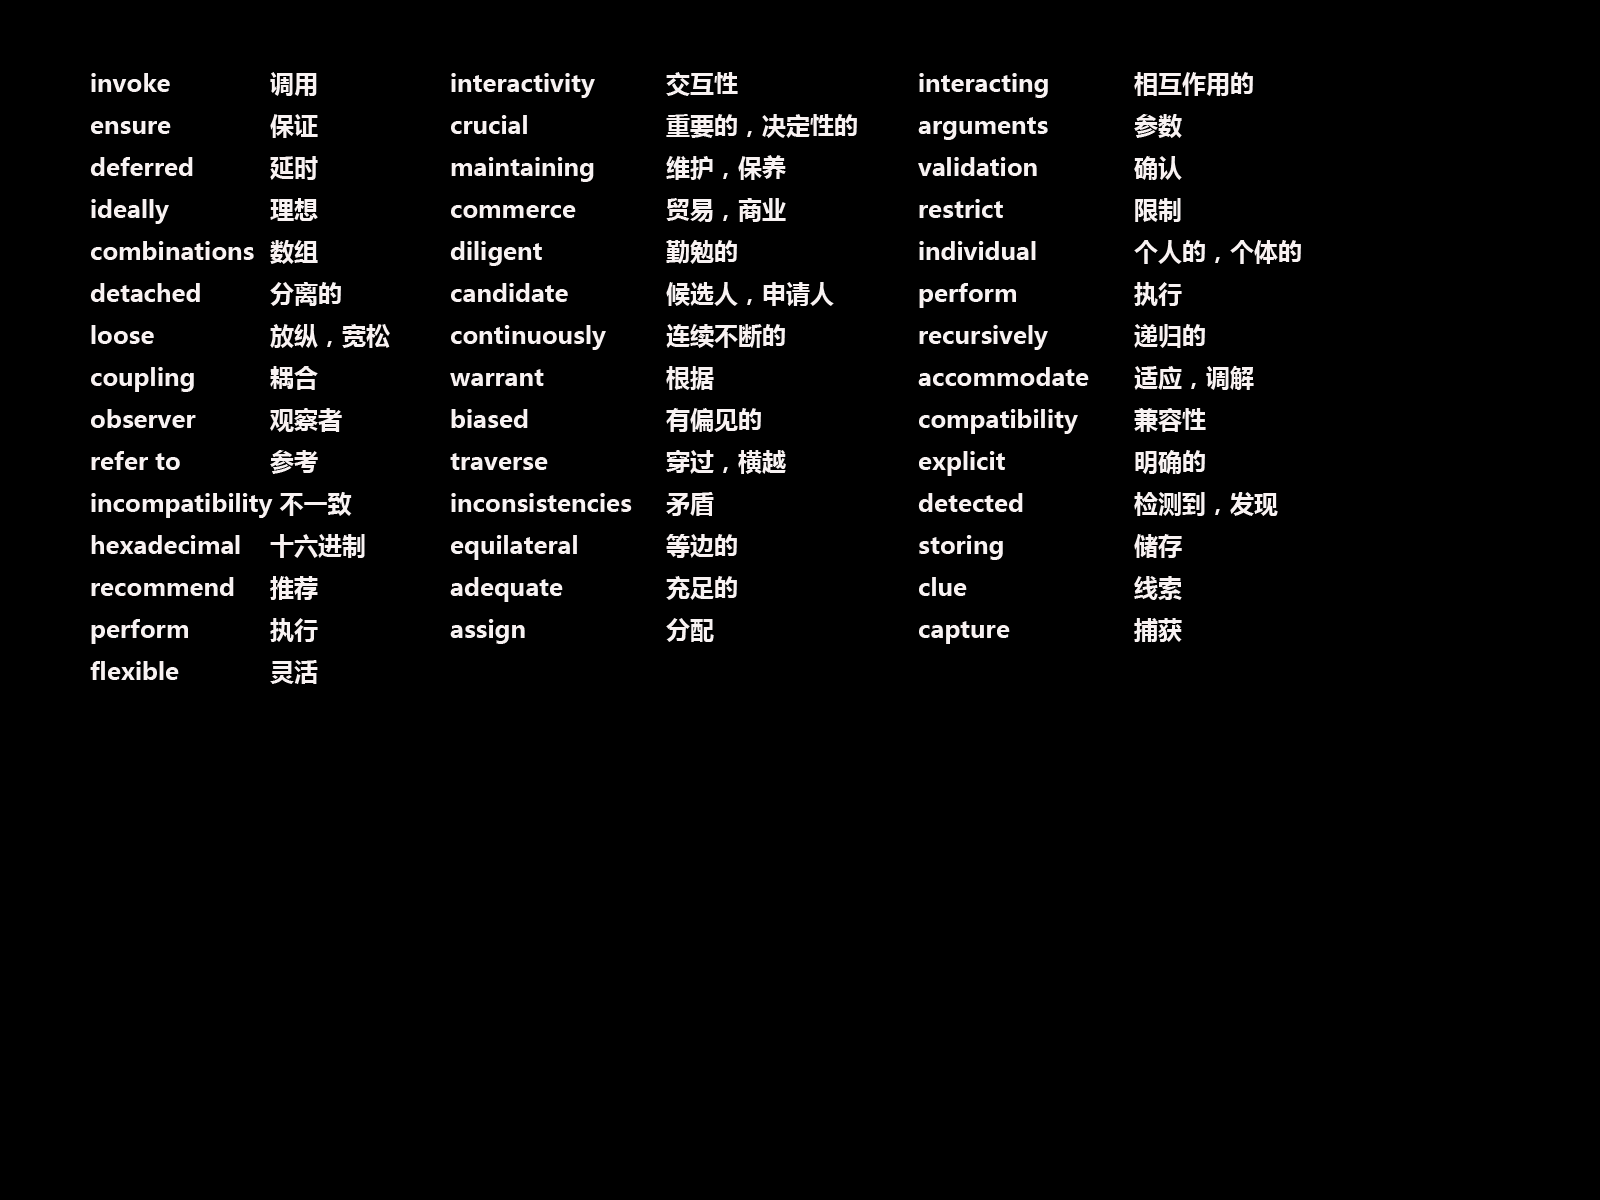 invoke 调用 interactivity 交互性 interacting 相互作用的
ensure 保证 crucial 重要的，决定性的 arguments 参数
deferred 延时 maintaining 维护，保养 validation 确认
ideally 理想 commerce 贸易，商业 restrict 限制
combinations 数组 diligent 勤勉的 individual 个人的，个体的
detached 分离的 candidate 候选人，申请人 perform 执行
loose 放纵，宽松 continuously 连续不断的 recursively 递归的
coupling 耦合 warrant 根据 accommodate 适应，调解
observer 观察者 biased 有偏见的 compatibility 兼容性
refer to 参考 traverse 穿过，横越 explicit 明确的
incompatibility 不一致 inconsistencies 矛盾 detected 检测到，发现
hexadecimal 十六进制 equilateral 等边的 storing 储存
recommend 推荐 adequate 充足的 clue 线索
perform 执行 assign 分配 capture 捕获
flexible 灵活